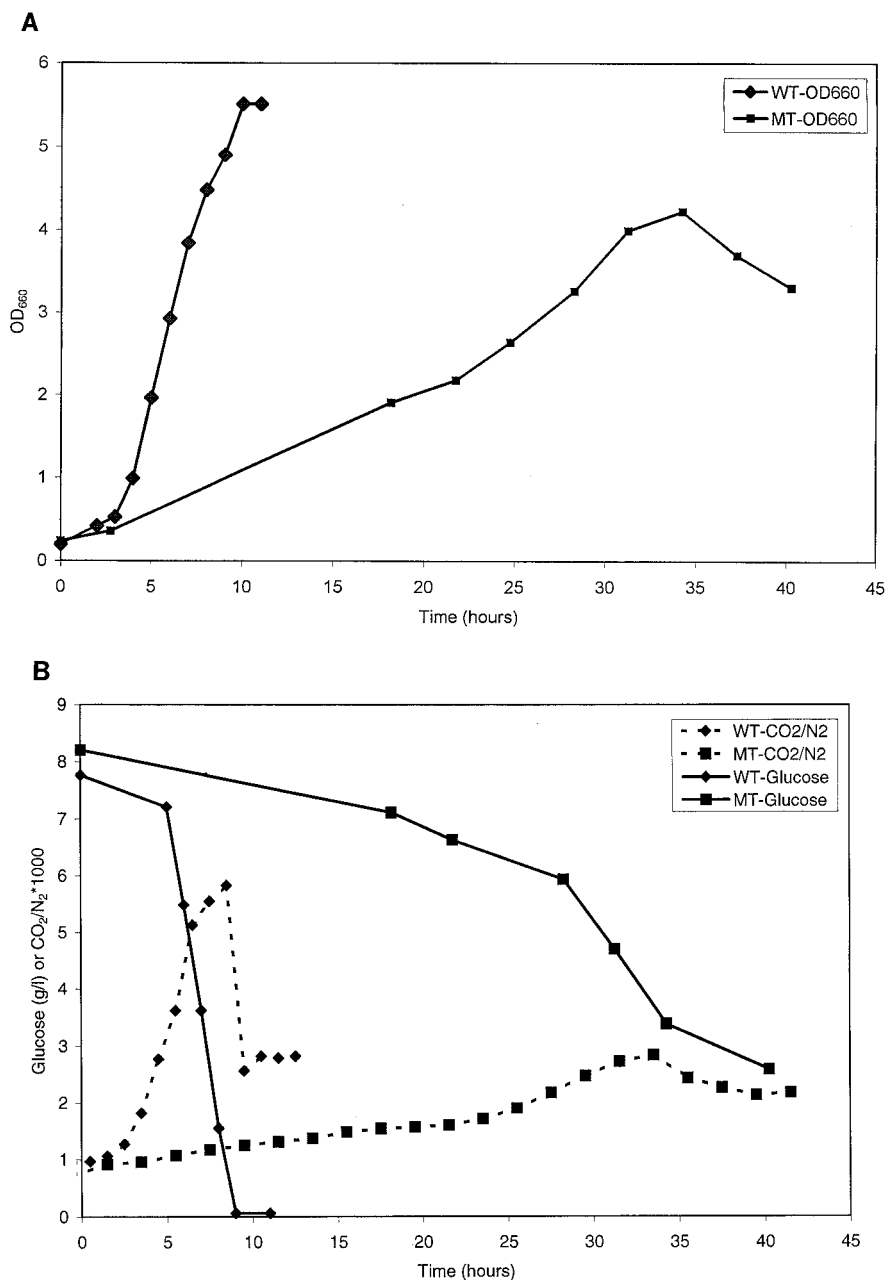 A
6
5
4
3
2
1
0
OD660
WT-OD660
MT-OD660
0 5 10 15 20 25 30 35 40 45
Time (hours)
B
9
8
7
6
5
4
3
2
1
0
Glucose (g/l) or CO2/N2*1000
WT-CO2/N2
MT-CO2/N2
WT-Glucose
MT-Glucose
0 5 10 15 20 25 30 35 40 45
Time (hours)